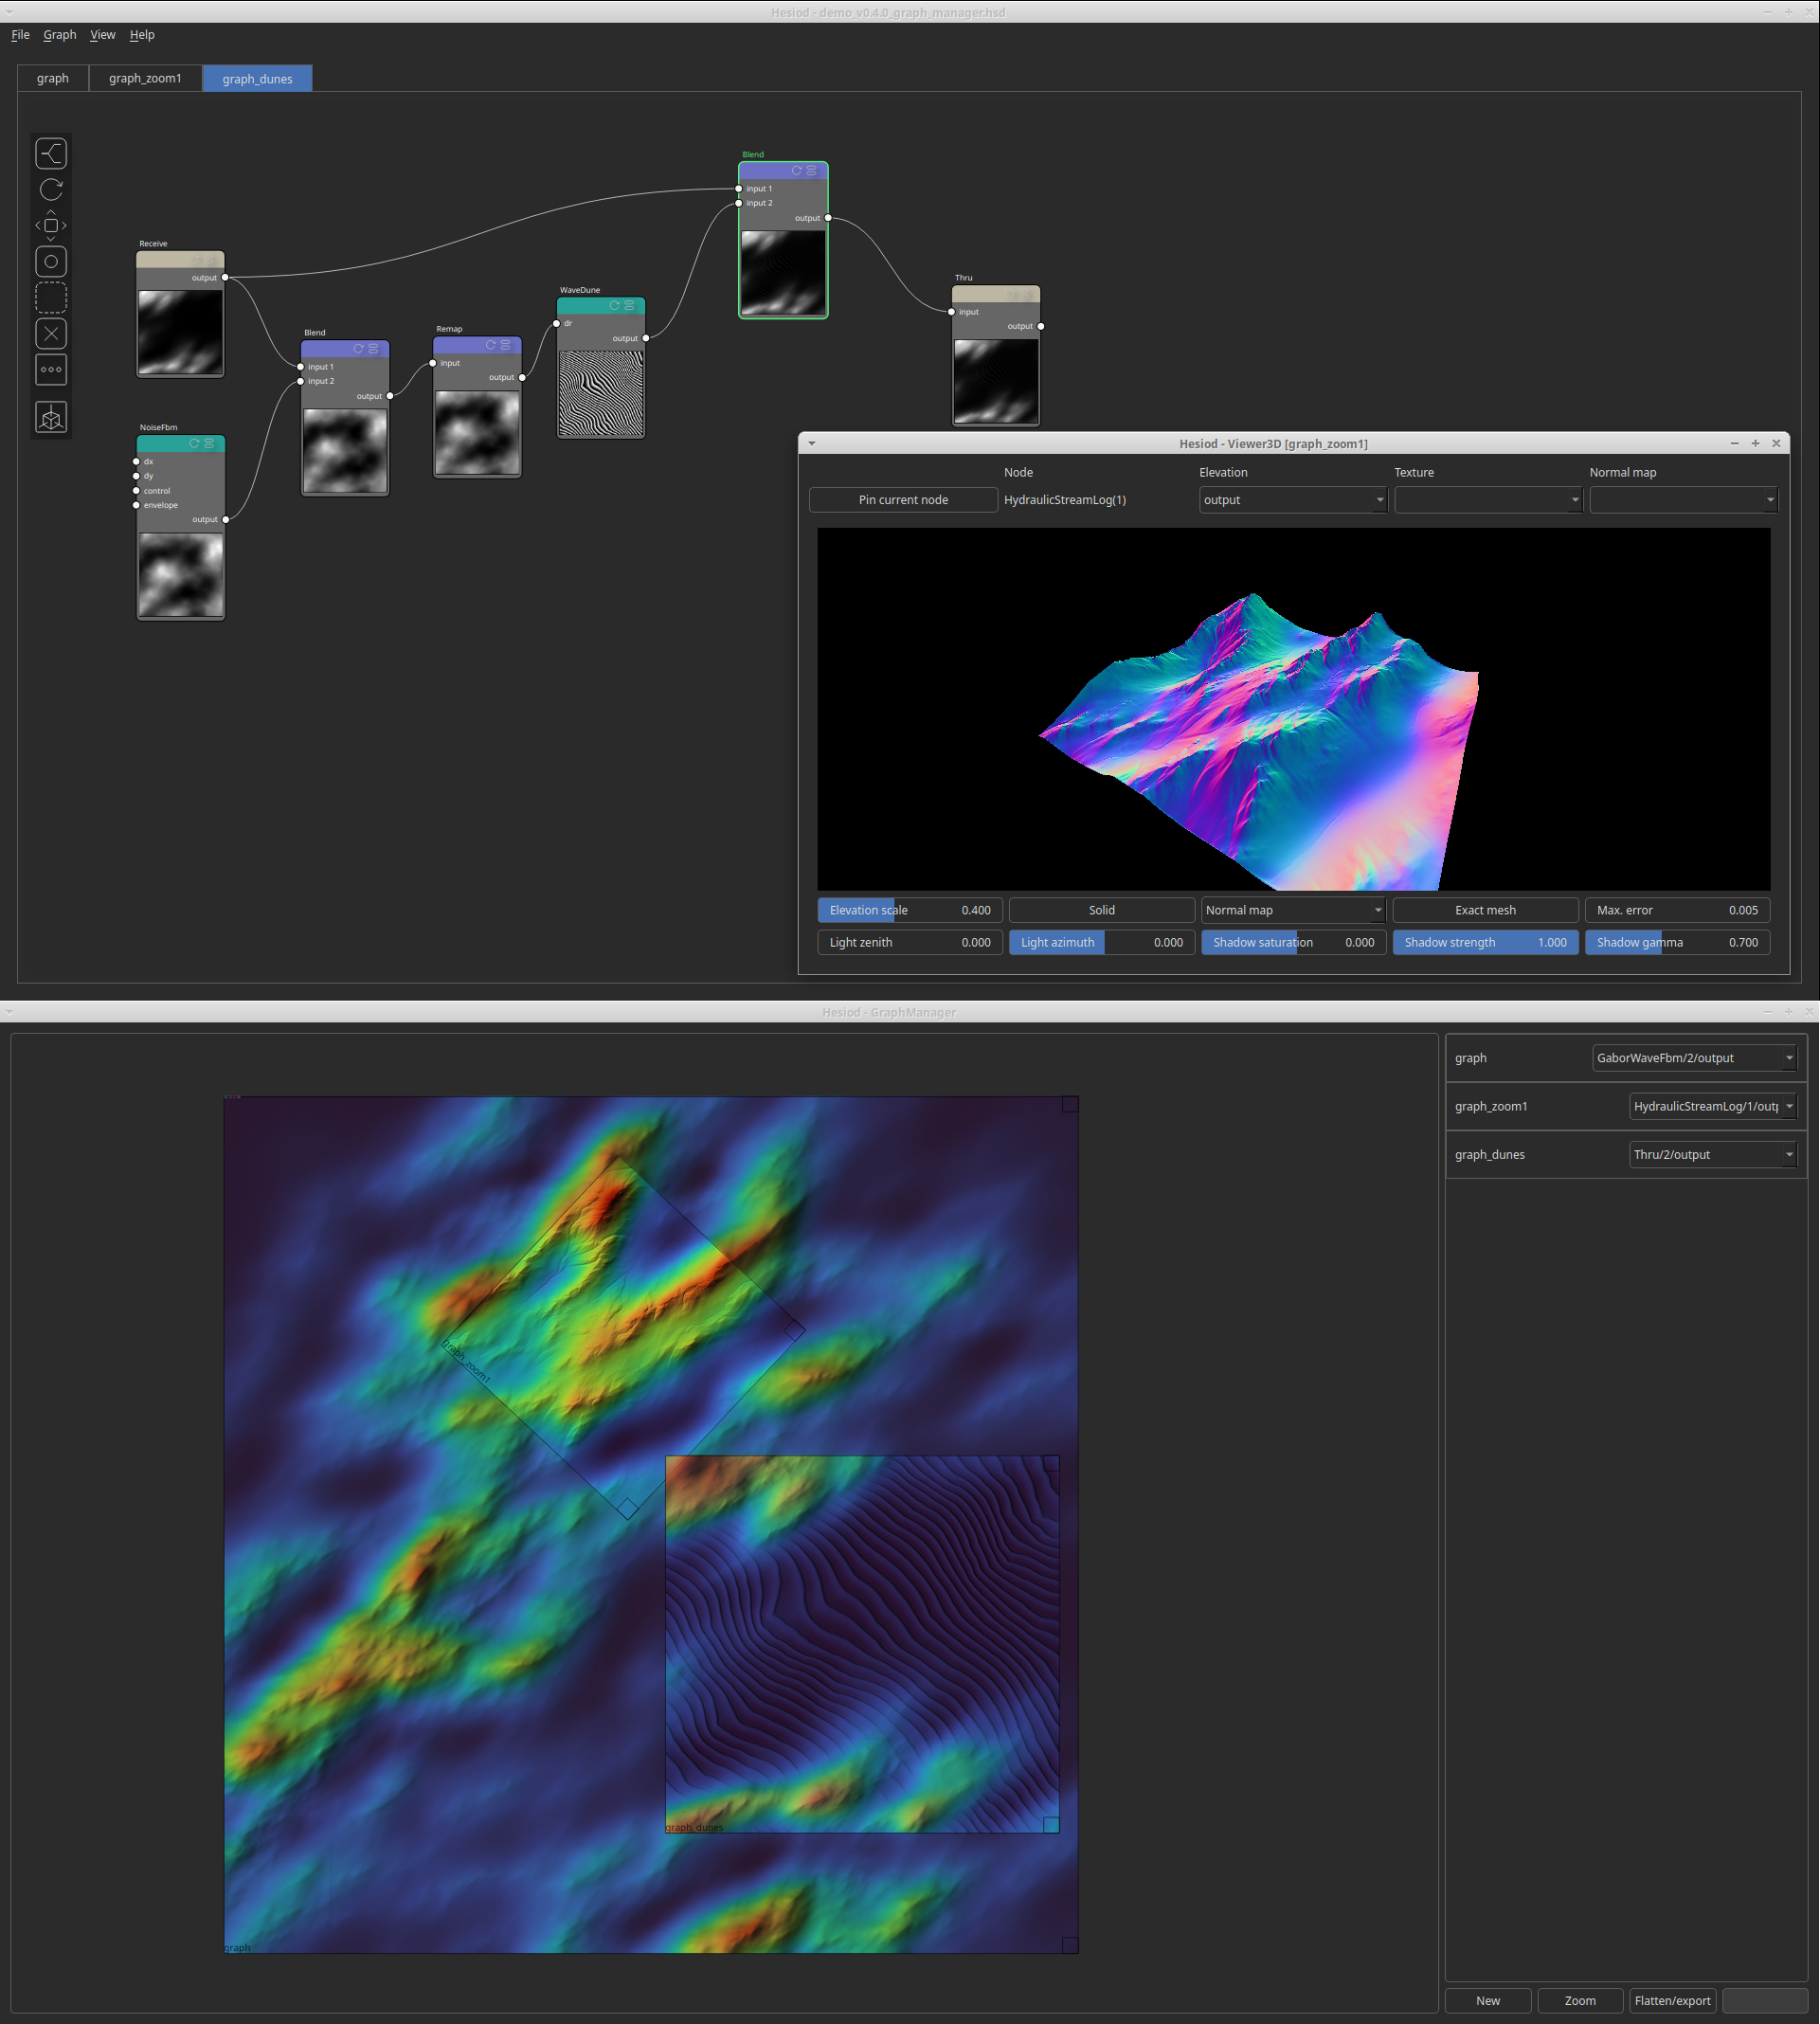 Hesiod - demo_v0.4.0_graph_manager.hsd
File Graph View Help
graph graph_zoom1 graph_dunes
Blend
input 1
input 2
output
Receive
output
Thru
input
output
WaveDune
dr
output
Blend
input 1
input 2
output
Remap
input
output
NoiseFbm
dx
dy
control
envelope
output
Hesiod - Viewer3D [graph_zoom1]
Node Elevation Texture Normal map
Pin current node HydraulicStreamLog(1) output
Elevation scale 0.400 Solid Normal map Exact mesh Max. error 0.005
Light zenith 0.000 Light azimuth 0.000 Shadow saturation 0.000 Shadow strength 1.000 Shadow gamma 0.700
Hesiod - GraphManager
graph GaborWaveFbm/2/output
graph_zoom1 HydraulicStreamLog/1/outp
graph_dunes Thru/2/output
graph_zoom1
graph_dunes
graph
New Zoom Flatten/export